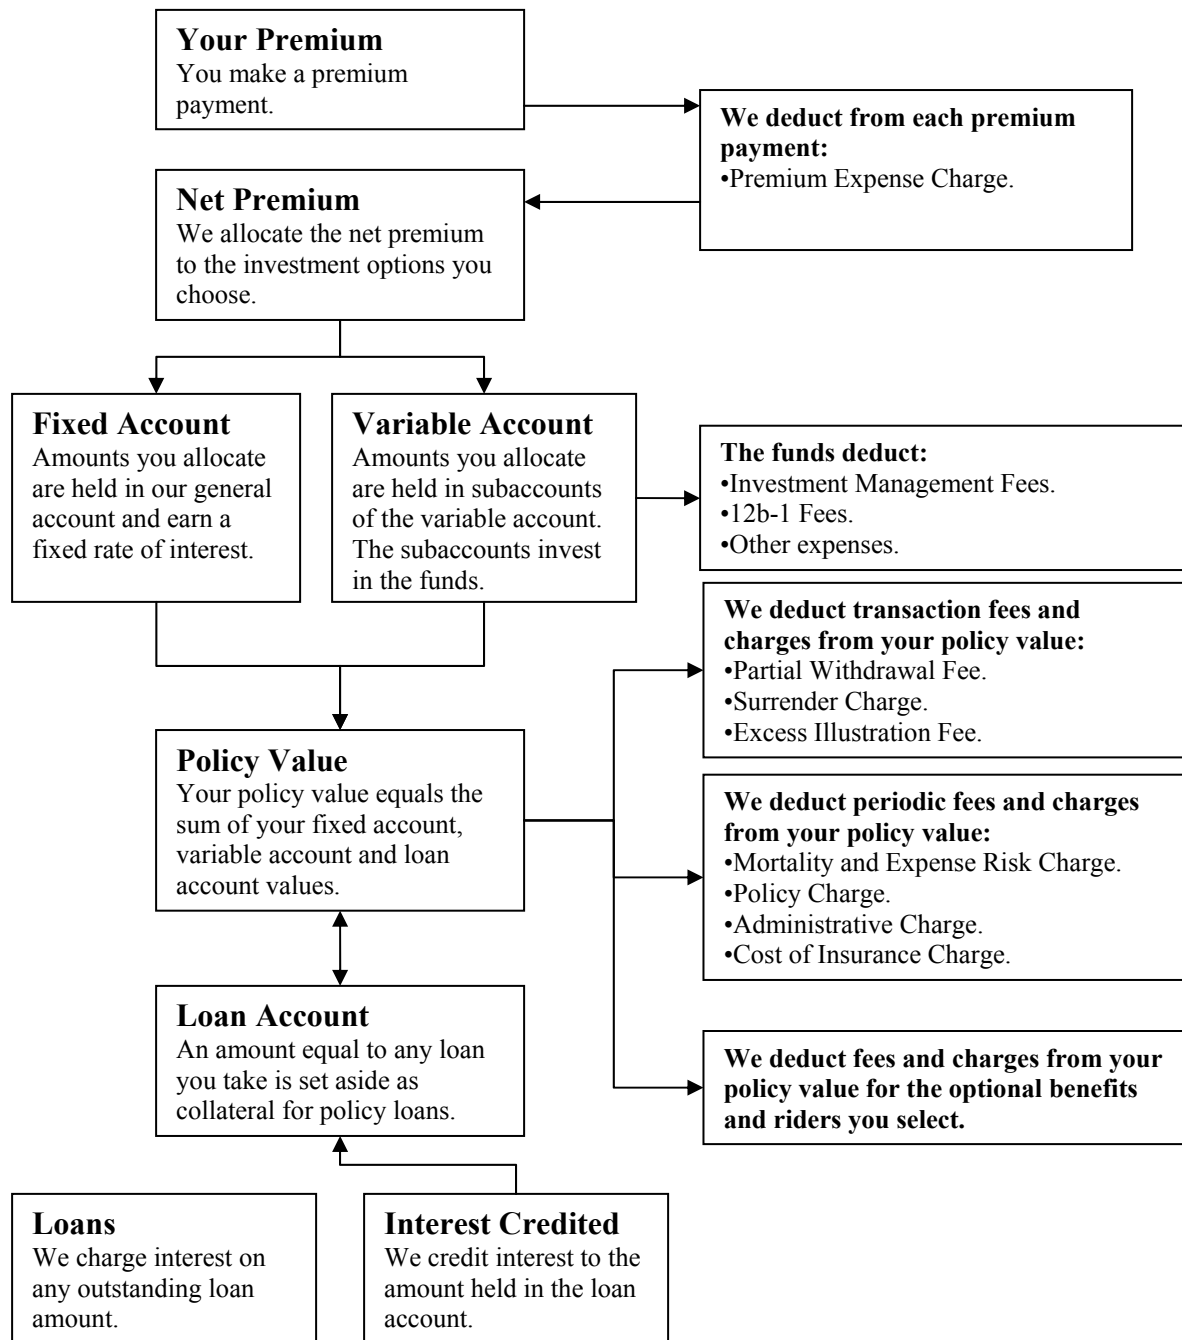 Your Premium
You make a premium
payment.
We deduct from each premium
payment:
•Premium Expense Charge.
Net Premium
We allocate the net premium
to the investment options you
choose.
Fixed Account
Amounts you allocate
are held in our general
account and earn a
fixed rate of interest.
Variable Account
Amounts you allocate
are held in subaccounts
of the variable account.
The subaccounts invest
in the funds.
The funds deduct:
•Investment Management Fees.
•12b-1 Fees.
•Other expenses.
We deduct transaction fees and
charges from your policy value:
•Partial Withdrawal Fee.
•Surrender Charge.
•Excess Illustration Fee.
Policy Value
Your policy value equals the
sum of your fixed account,
variable account and loan
account values.
We deduct periodic fees and charges
from your policy value:
•Mortality and Expense Risk Charge.
•Policy Charge.
•Administrative Charge.
•Cost of Insurance Charge.
Loan Account
An amount equal to any loan
you take is set aside as
collateral for policy loans.
We deduct fees and charges from your
policy value for the optional benefits
and riders you select.
Loans
We charge interest on
any outstanding loan
amount.
Interest Credited
We credit interest to the
amount held in the loan
account.